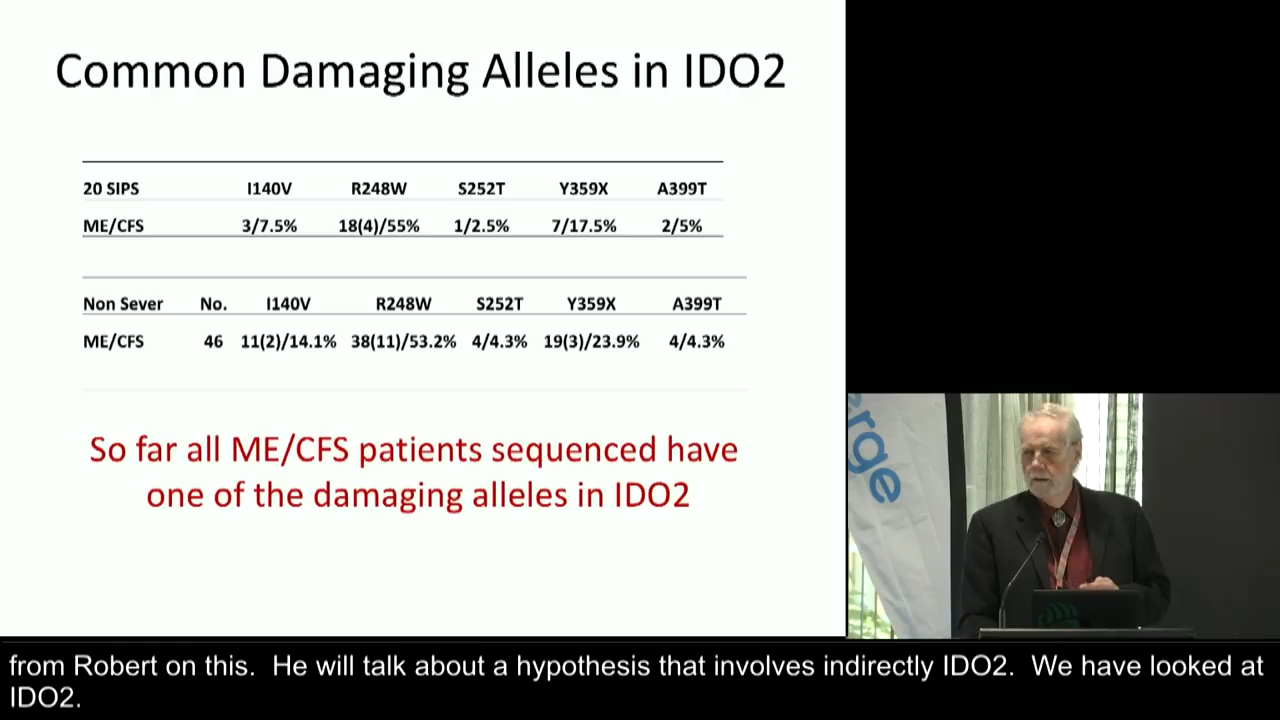 Common Damaging Alleles in IDO2
20 SIPS I140V R248W S252T Y359X A399T
ME/CFS 3/7.5% 18(4)/55% 1/2.5% 7/17.5% 2/5%
Non Sever No. I140V R248W S252T Y359X A399T
ME/CFS 46 11(2)/14.1% 38(11)/53.2% 4/4.3% 19(3)/23.9% 4/4.3%
So far all ME/CFS patients sequenced have
one of the damaging alleles in IDO2
erge
from Robert on this. He will talk about a hypothesis that involves indirectly IDO2. We have looked at
IDO2.